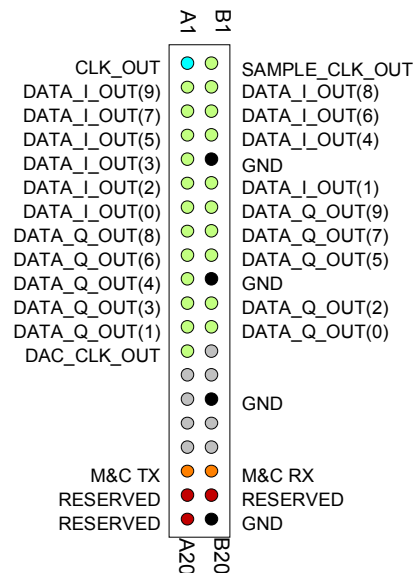 A1 B1
CLK_OUT SAMPLE_CLK_OUT
DATA_I_OUT(9) DATA_I_OUT(8)
DATA_I_OUT(7) DATA_I_OUT(6)
DATA_I_OUT(5) DATA_I_OUT(4)
DATA_I_OUT(3) GND
DATA_I_OUT(2) DATA_I_OUT(1)
DATA_I_OUT(0) DATA_Q_OUT(9)
DATA_Q_OUT(8) DATA_Q_OUT(7)
DATA_Q_OUT(6) DATA_Q_OUT(5)
DATA_Q_OUT(4) GND
DATA_Q_OUT(3) DATA_Q_OUT(2)
DATA_Q_OUT(1) DATA_Q_OUT(0)
DAC_CLK_OUT
GND
M&C TX M&C RX
RESERVED RESERVED
RESERVED GND
A20 B20